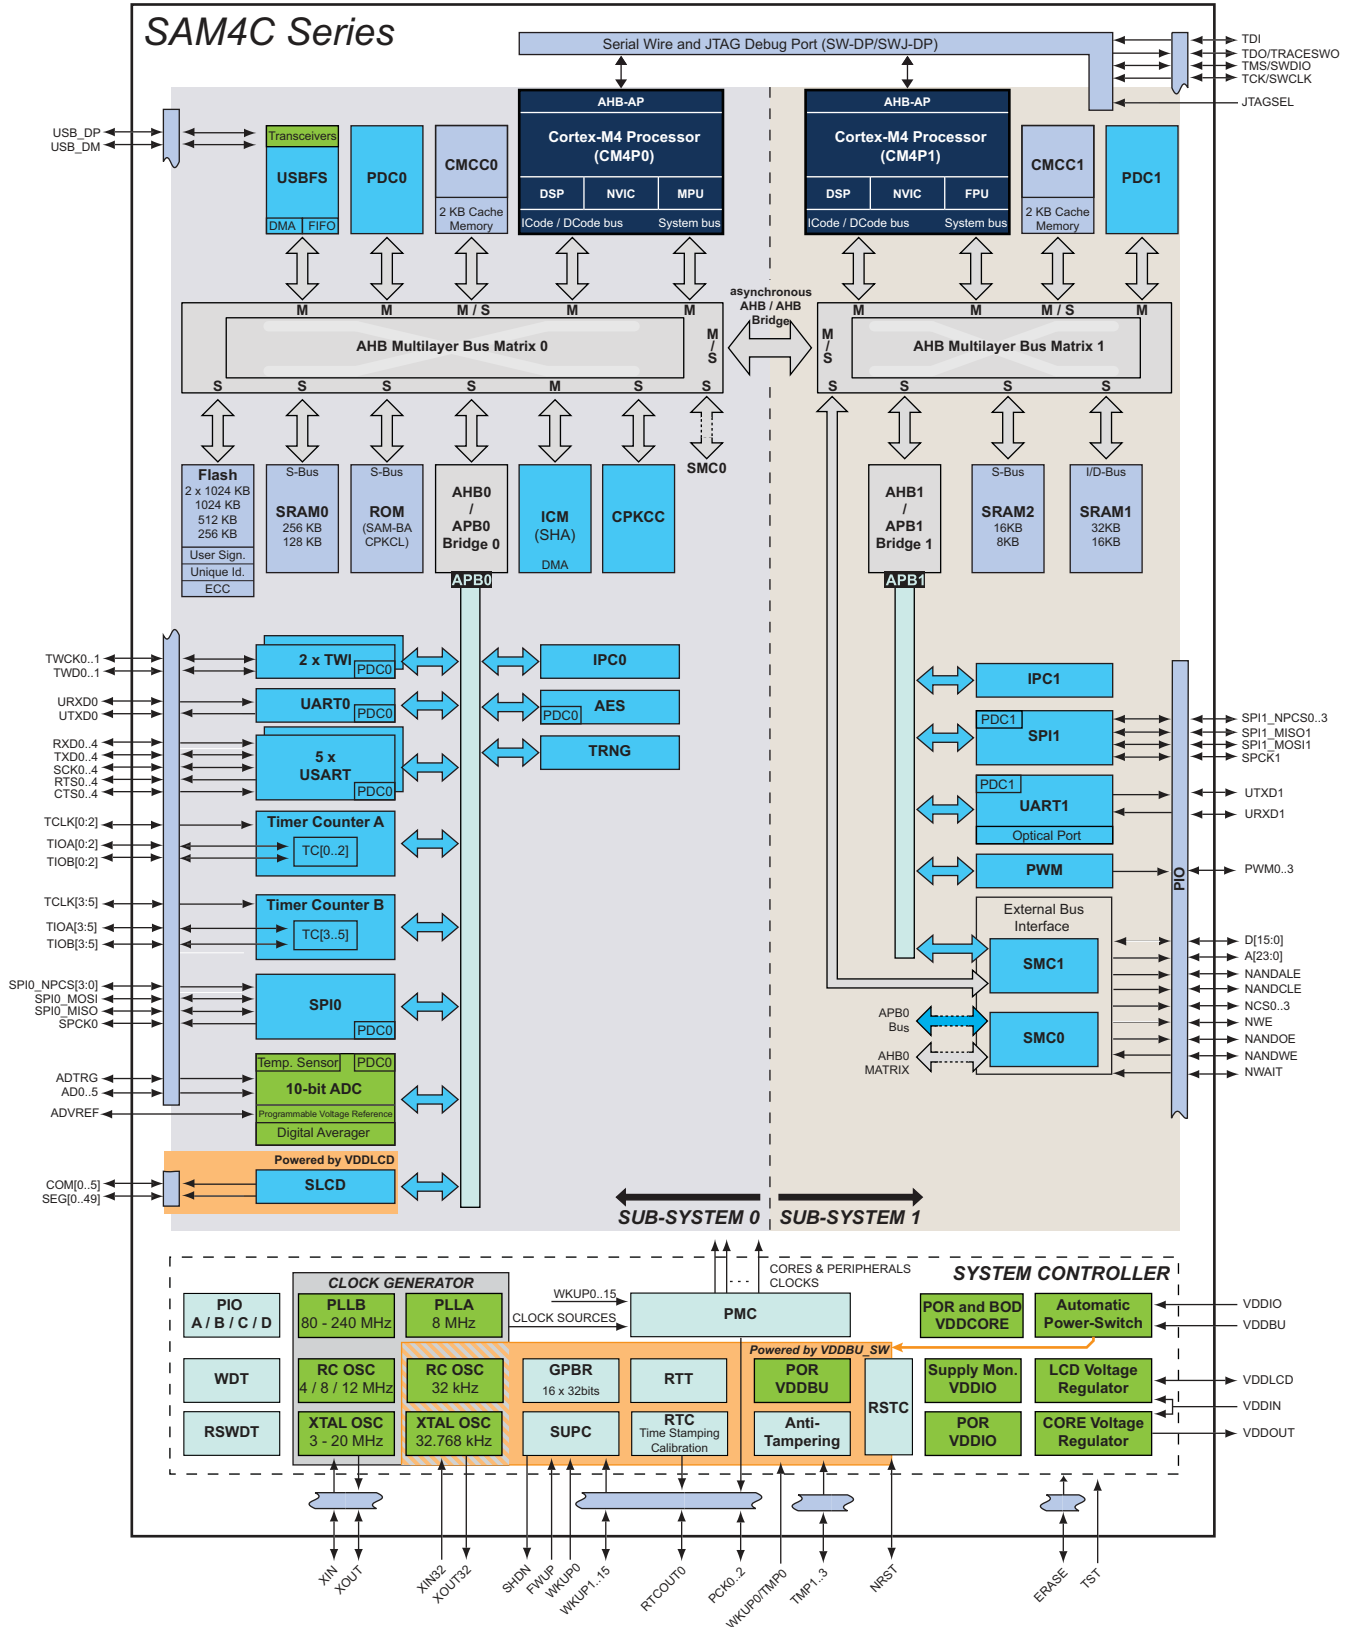 SAM4C Series
Serial Wire and JTAG Debug Port (SW-DP/SWJ-DP)
TDI
TDO/TRACESWO
TMS/SWDIO
TCK/SWCLK
JTAGSEL
USB_DP
USB_DM
Transceivers
USBFS
DMA
FIFO
PDC0
CMCC0
2 KB Cache
Memory
AHB-AP
Cortex-M4 Processor
(CM4P0)
DSP
NVIC
MPU
ICode / DCode bus
System bus
AHB-AP
Cortex-M4 Processor
(CM4P1)
DSP
NVIC
FPU
ICode / DCode bus
System bus
CMCC1
2 KB Cache
Memory
PDC1
M
M
M / S
M
M
AHB Multilayer Bus Matrix 0
M
/
S
S
S
S
S
M
S
S
asynchronous
AHB / AHB
Bridge
M
M
M / S
M
M
/
S
AHB Multilayer Bus Matrix 1
S
S
S
S
Flash
2 x 1024 KB
1024 KB
512 KB
256 KB
User Sign.
Unique Id.
ECC
S-Bus
SRAM0
256 KB
128 KB
S-Bus
ROM
(SAM-BA
CPKCL)
AHB0
/
APB0
Bridge 0
APB0
ICM
(SHA)
DMA
CPKCC
SMC0
AHB1
/
APB1
Bridge 1
APB1
S-Bus
SRAM2
16KB
8KB
I/D-Bus
SRAM1
32KB
16KB
TWCK0..1
TWD0..1
2 x TWI
PDC0
URXD0
UTXD0
UART0
PDC0
RXD0..4
TXD0..4
SCK0..4
RTS0..4
CTS0..4
5 x
USART
PDC0
TCLK[0:2]
TIOA[0:2]
TIOB[0:2]
Timer Counter A
TC[0..2]
TCLK[3:5]
TIOA[3:5]
TIOB[3:5]
Timer Counter B
TC[3..5]
SPI0_NPCS[3:0]
SPI0_MOSI
SPI0_MISO
SPCK0
SPI0
PDC0
ADTRG
AD0..5
ADVREF
Temp. Sensor
PDC0
10-bit ADC
Programmable Voltage Reference
Digital Averager
Powered by VDDLCD
COM[0..5]
SEG[0..49]
SLCD
IPC0
AES
PDC0
TRNG
IPC1
PDC1
SPI1
PDC1
UART1
Optical Port
PWM
External Bus
Interface
SMC1
SMC0
APB0
Bus
AHB0
MATRIX
PIO
SPI1_NPCS0..3
SPI1_MISO1
SPI1_MOSI1
SPCK1
UTXD1
URXD1
PWM0..3
D[15:0]
A[23:0]
NANDALE
NANDCLE
NCS0..3
NWE
NANDOE
NANDWE
NWAIT
SUB-SYSTEM 0
SUB-SYSTEM 1
CORES & PERIPHERALS
CLOCKS
SYSTEM CONTROLLER
PIO
A / B / C / D
WDT
RSWDT
CLOCK GENERATOR
PLLB
80 - 240 MHz
PLLA
8 MHz
RC OSC
4 / 8 / 12 MHz
RC OSC
32 kHz
XTAL OSC
3 - 20 MHz
XTAL OSC
32.768 kHz
WKUP0..15
CLOCK SOURCES
PMC
Powered by VDDBU_SW
GPBR
16 x 32bits
RTT
POR
VDDBU
SUPC
RTC
Time Stamping
Calibration
Anti-
Tampering
RSTC
POR and BOD
VDDCORE
Automatic
Power-Switch
Supply Mon.
VDDIO
LCD Voltage
Regulator
POR
VDDIO
CORE Voltage
Regulator
VDDIO
VDDBU
VDDLCD
VDDIN
VDDOUT
XIN
XOUT
XIN32
XOUT32
SHDN
FWUP
WKUP0
WKUP1..15
RTCOUT0
PCK0..2
WKUP0/TMP0
TMP1..3
NRST
ERASE
TST